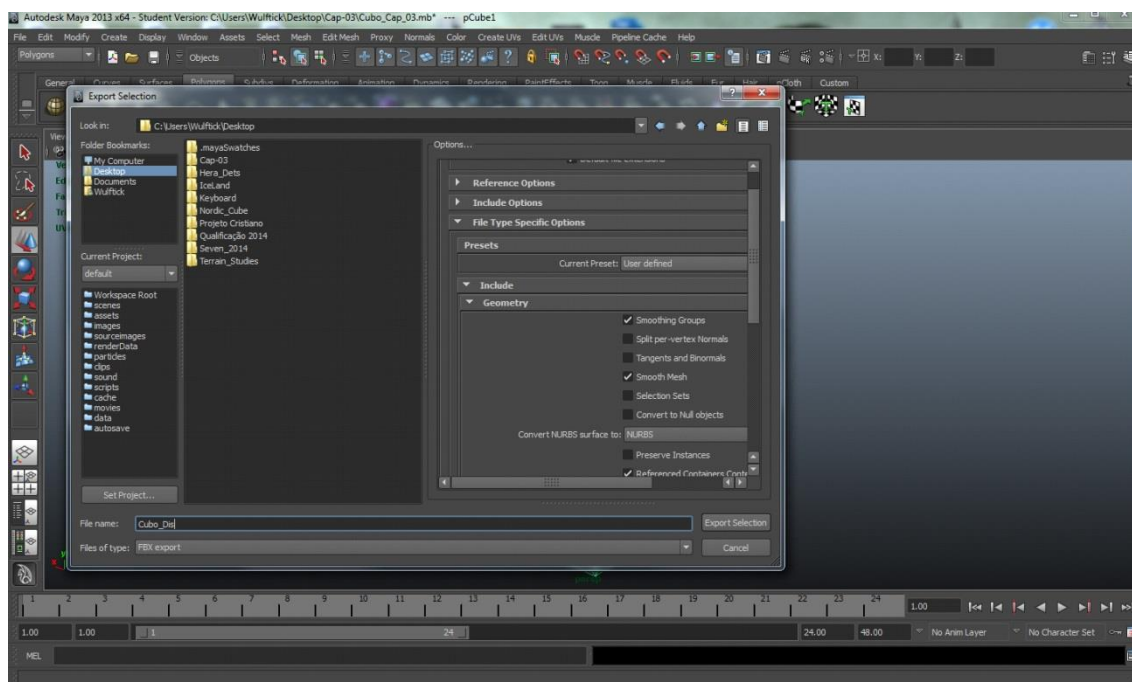 Autodesk Maya 2013 x64 - Student Version: C:\Users\Wulftick\Desktop\Cap-03\Cubo_Cap_03.mb* --- pCube1
File Edit Modify Create Display Window Assets Select Mesh Edit Mesh Proxy Normals Color Create UVs Edit UVs Muscle Pipeline Cache Help
Polygons Objects X: Y: Z:
General Curves Surfaces Polygons Subdivs Deformation Animation Dynamics Rendering PaintEffects Toon Muscle Fluids Fur Hair nCloth Custom
Export Selection
Look in: C:\Users\Wulftick\Desktop
Folder Bookmarks:
My Computer
Desktop
Documents
Wulftick
Current Project:
default
Workspace Root
scenes
assets
images
sourceimages
renderData
particles
clips
sound
scripts
cache
movies
data
autosave
Set Project...
.mayaSwatches
Cap-03
Hera_Dets
IceLand
Keyboard
Nordic_Cube
Projeto Cristiano
Qualificação 2014
Seven_2014
Terrain_Studies
Options...
Reference Options
Include Options
File Type Specific Options
Presets
Current Preset: User defined
Include
Geometry
Smoothing Groups
Split per-vertex Normals
Tangents and Binormals
Smooth Mesh
Selection Sets
Convert to Null objects
Convert NURBS surface to: NURBS
Preserve Instances
Referenced Containers Conte
File name: Cubo_Dis Export Selection
Files of type: FBX export Cancel
1 2 3 4 5 6 7 8 9 10 11 12 13 14 15 16 17 18 19 20 21 22 23 24 1.00
1.00 1.00 1 24 24.00 48.00 No Anim Layer No Character Set
MEL